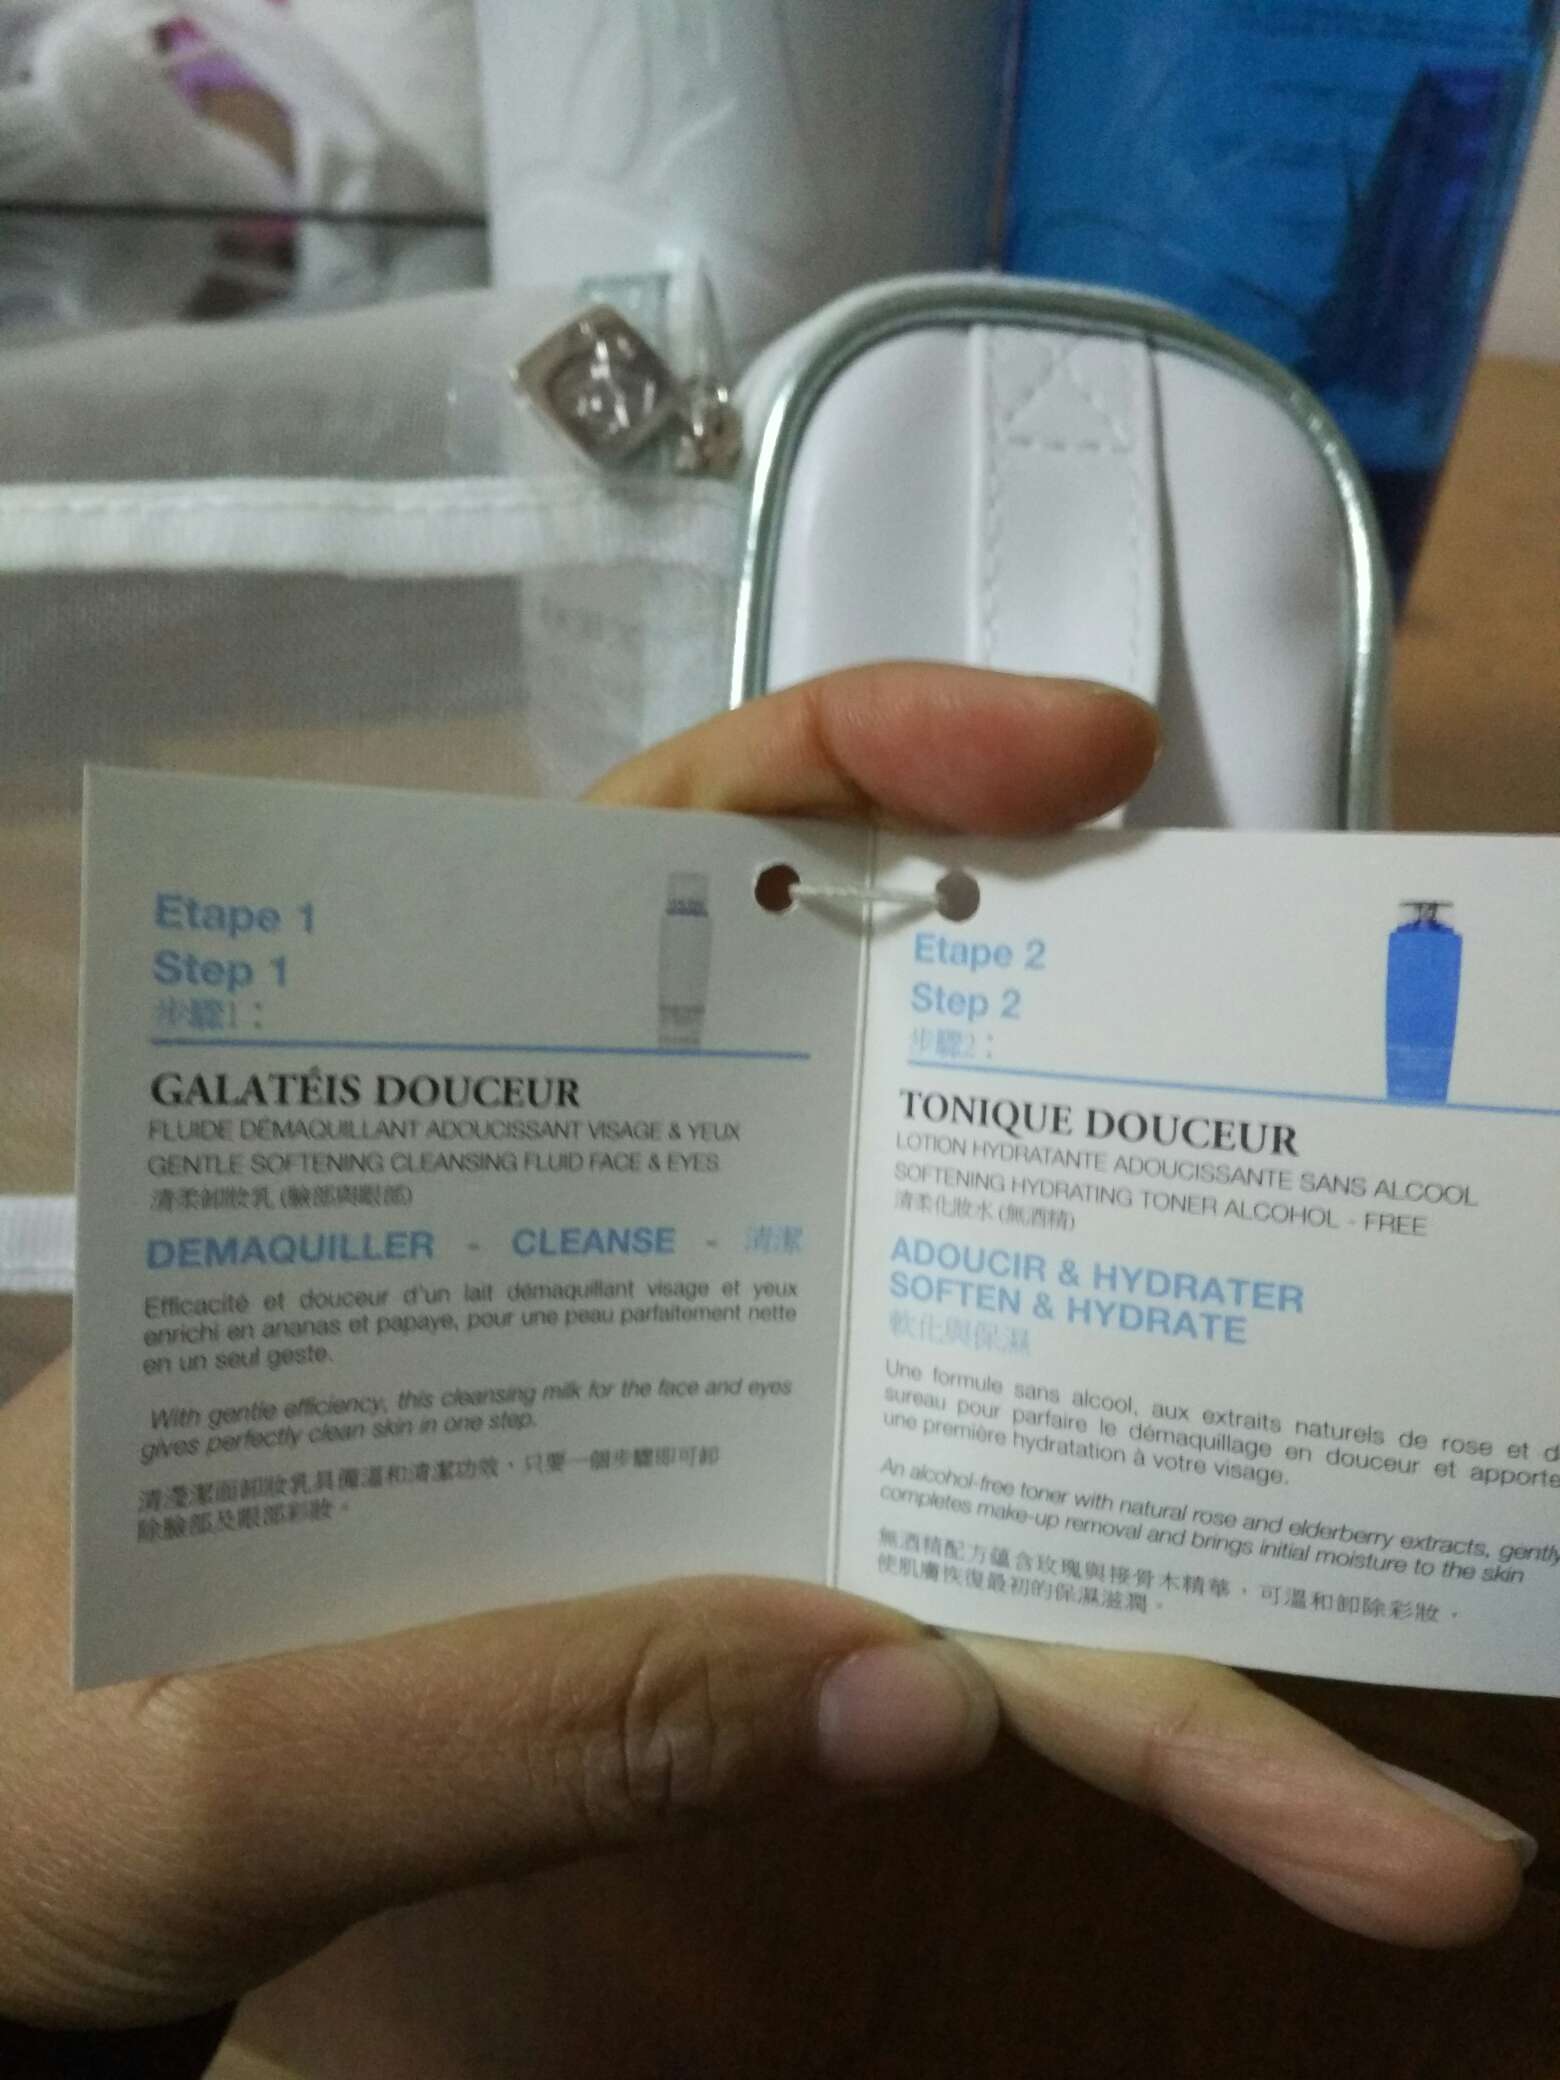 Etape 1
Step 1
步驟1：
GALATÉIS DOUCEUR
FLUIDE DÉMAQUILLANT ADOUCISSANT VISAGE & YEUX
GENTLE SOFTENING CLEANSING FLUID FACE & EYES
清柔卸妝乳 (臉部與眼部)
DEMAQUILLER - CLEANSE - 清潔
Efficacité et douceur d'un lait démaquillant visage et yeux
enrichi en ananas et papaye, pour une peau parfaitement nette
en un seul geste.
With gentle efficiency, this cleansing milk for the face and eyes
gives perfectly clean skin in one step.
清瀅潔面卸妝乳具備溫和清潔功效，只要一個步驟即可卸
除臉部及眼部彩妝。
Etape 2
Step 2
步驟2：
TONIQUE DOUCEUR
LOTION HYDRATANTE ADOUCISSANTE SANS ALCOOL
SOFTENING HYDRATING TONER ALCOHOL - FREE
清柔化妝水 (無酒精)
ADOUCIR & HYDRATER
SOFTEN & HYDRATE
軟化與保濕
Une formule sans alcool, aux extraits naturels de rose et d
sureau pour parfaire le démaquillage en douceur et apporte
une première hydratation à votre visage.
An alcohol-free toner with natural rose and elderberry extracts, gently
completes make-up removal and brings initial moisture to the skin
無酒精配方蘊含玫瑰與接骨木精華，可溫和卸除彩妝，
使肌膚恢復最初的保濕滋潤。